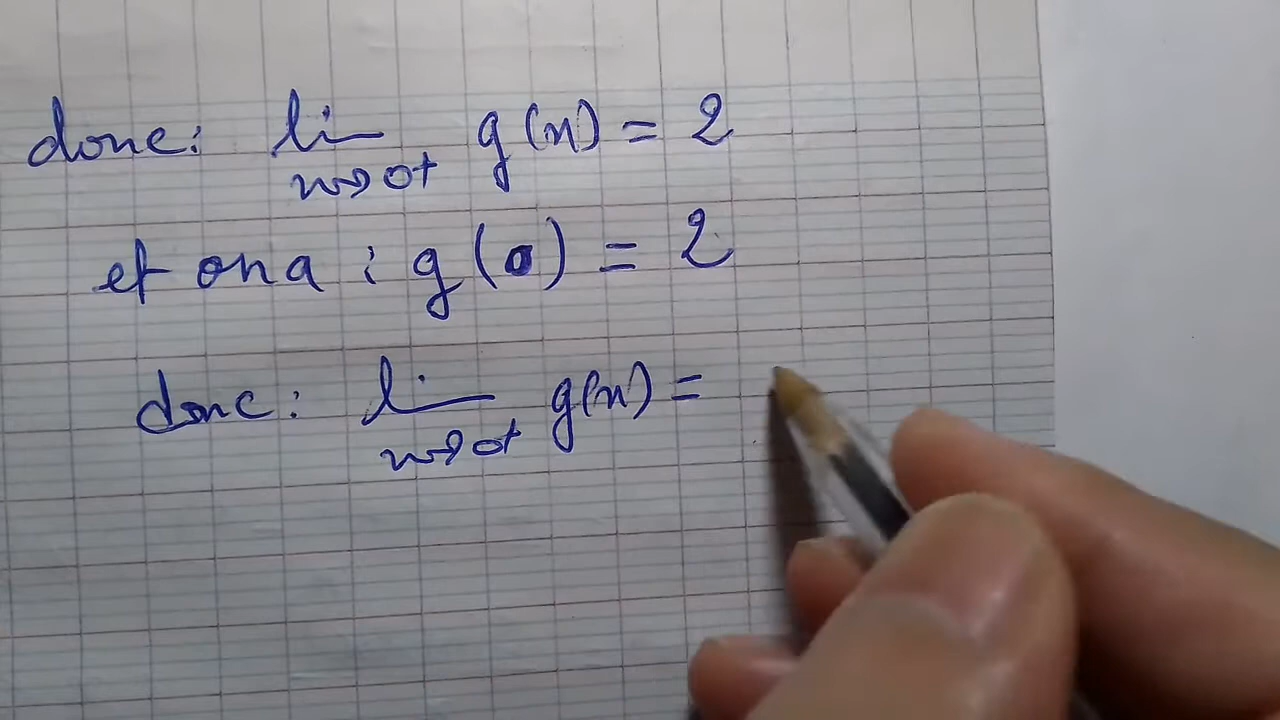 donc: lim g(x) = 2
x→0+
et on a : g(0) = 2
donc: lim g(x) =
x→0+